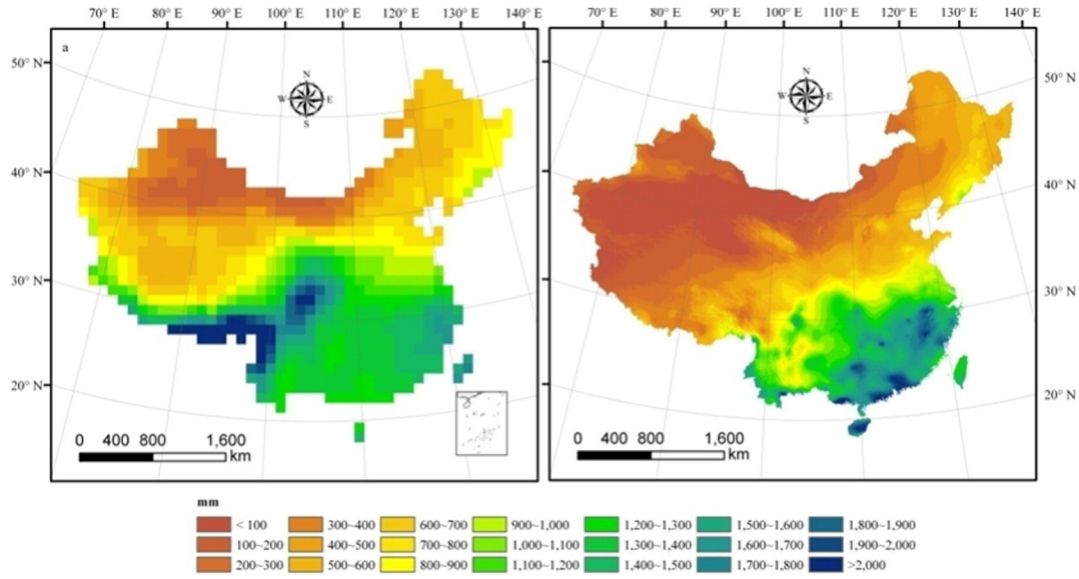 70° E 80° E 90° E 100° E 110° E 120° E 130° E 140° E
70° E 80° E 90° E 100° E 110° E 120° E 130° E 140° E
a
50° N
40° N
30° N
20° N
N
W E
S
0 400 800 1,600
km
N
W E
S
50° N
40° N
30° N
20° N
0 400 800 1,600
km
mm
< 100 300~400 600~700 900~1,000 1,200~1,300 1,500~1,600 1,800~1,900
100~200 400~500 700~800 1,000~1,100 1,300~1,400 1,600~1,700 1,900~2,000
200~300 500~600 800~900 1,100~1,200 1,400~1,500 1,700~1,800 >2,000